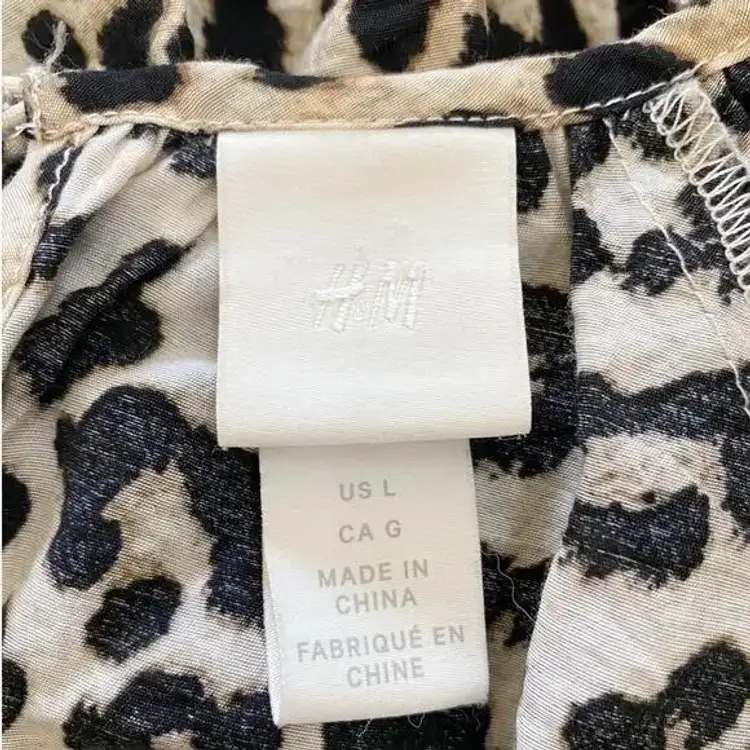 H&M
US L
CA G
MADE IN
CHINA
FABRIQUÉ EN
CHINE